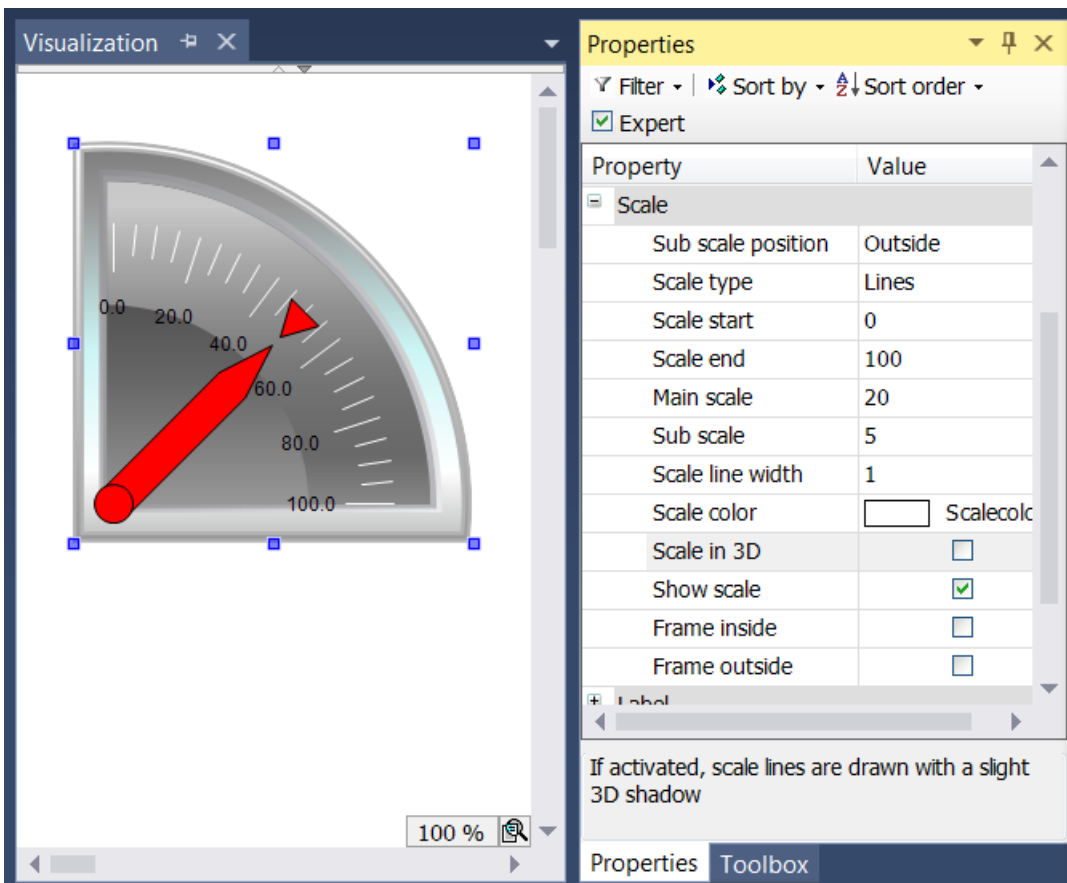 Visualization
0.0
20.0
40.0
60.0
80.0
100.0
100 %
Properties
Filter
Sort by
Sort order
Expert
Property Value
Scale
Sub scale position Outside
Scale type Lines
Scale start 0
Scale end 100
Main scale 20
Sub scale 5
Scale line width 1
Scale color Scalecolo
Scale in 3D
Show scale
Frame inside
Frame outside
Label
If activated, scale lines are drawn with a slight
3D shadow
Properties Toolbox